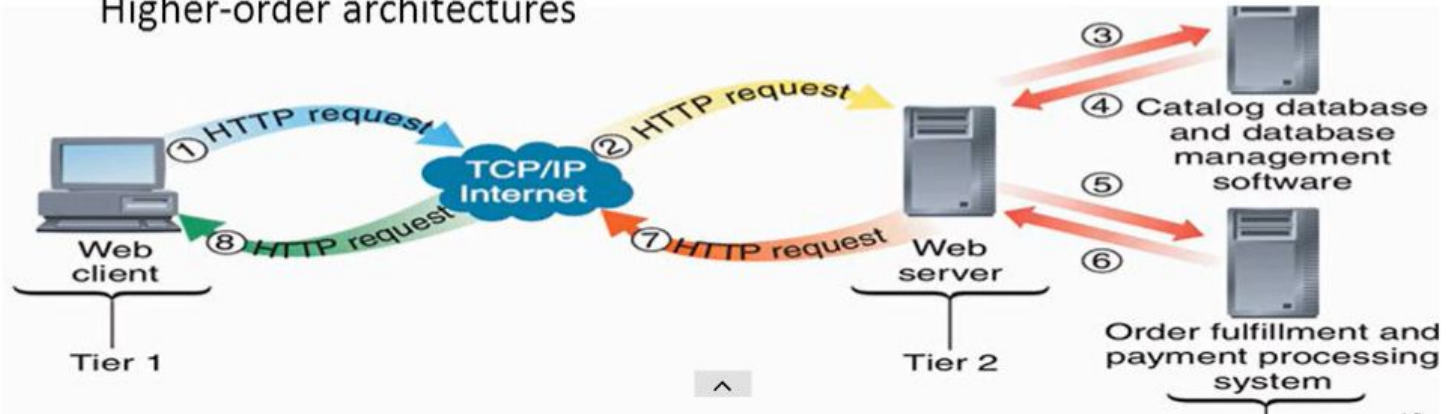 Higher-order architectures
① HTTP request
TCP/IP
Internet
② HTTP request
③
④
Catalog database
and database
management
software
⑤
⑥
⑦ HTTP request
⑧ HTTP request
Web
client
Tier 1
Web
server
Tier 2
Order fulfillment and
payment processing
system